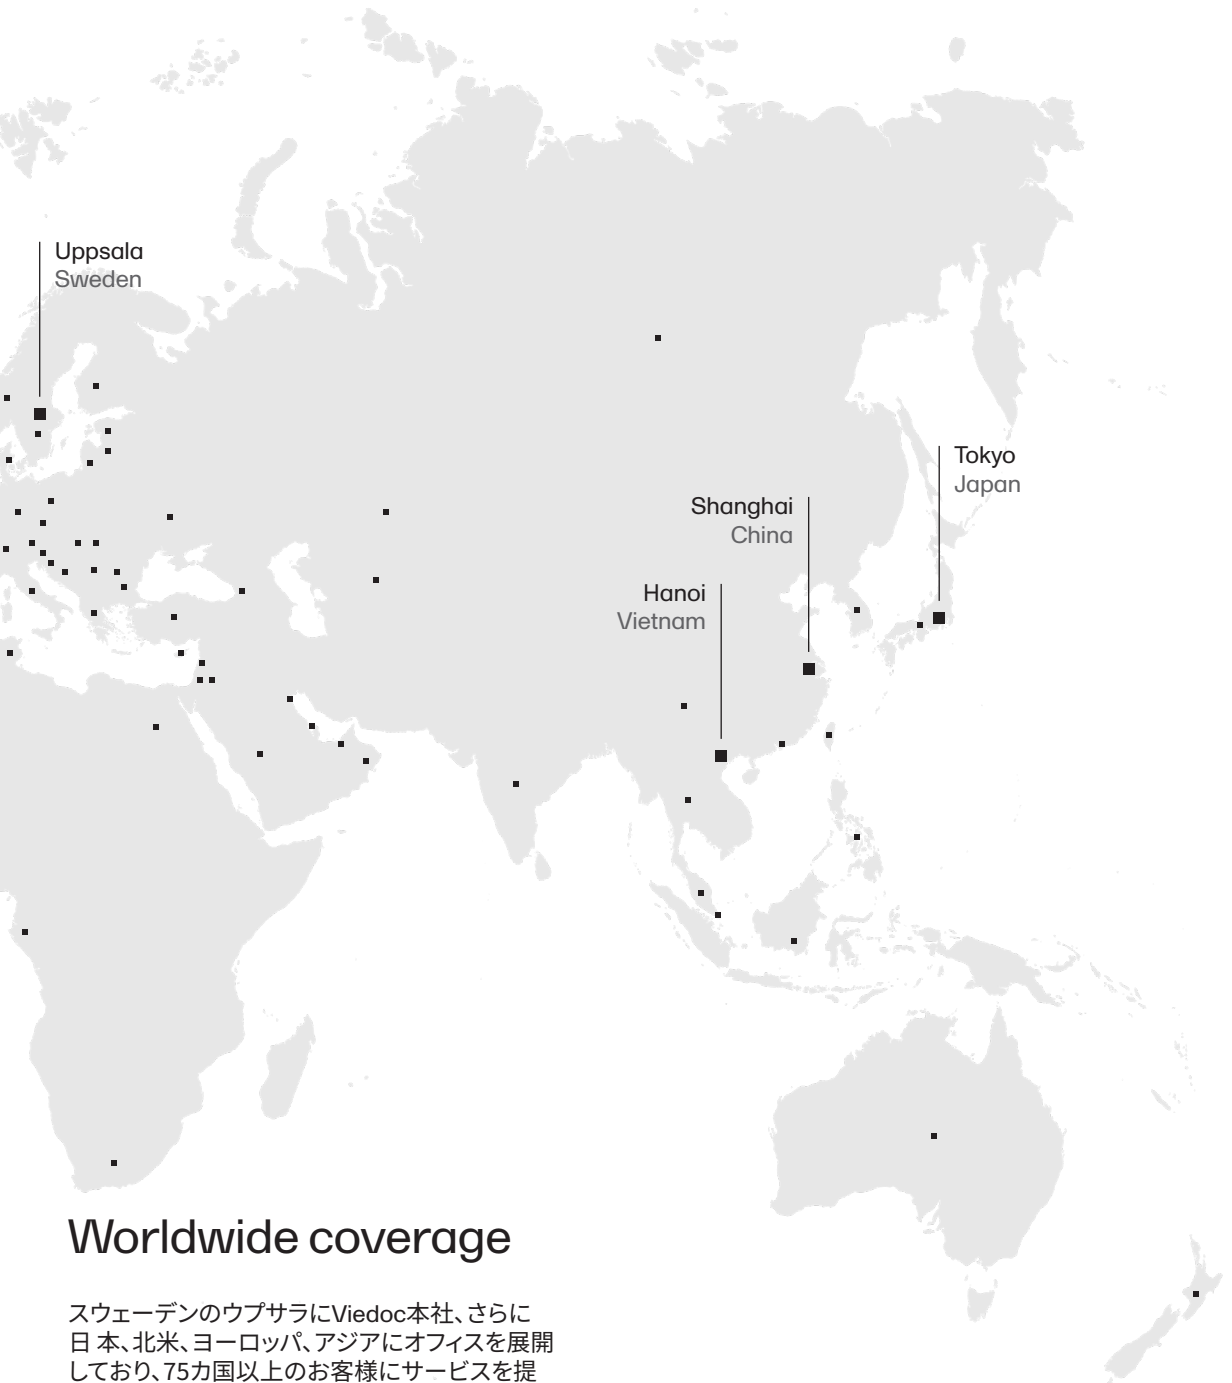 Uppsala
Sweden
Tokyo
Japan
Shanghai
China
Hanoi
Vietnam
Worldwide coverage
スウェーデンのウプサラにViedoc本社、さらに
日 本、北米、ヨーロッパ、アジアにオフィスを展開
しており、75カ国以上のお客様にサービスを提